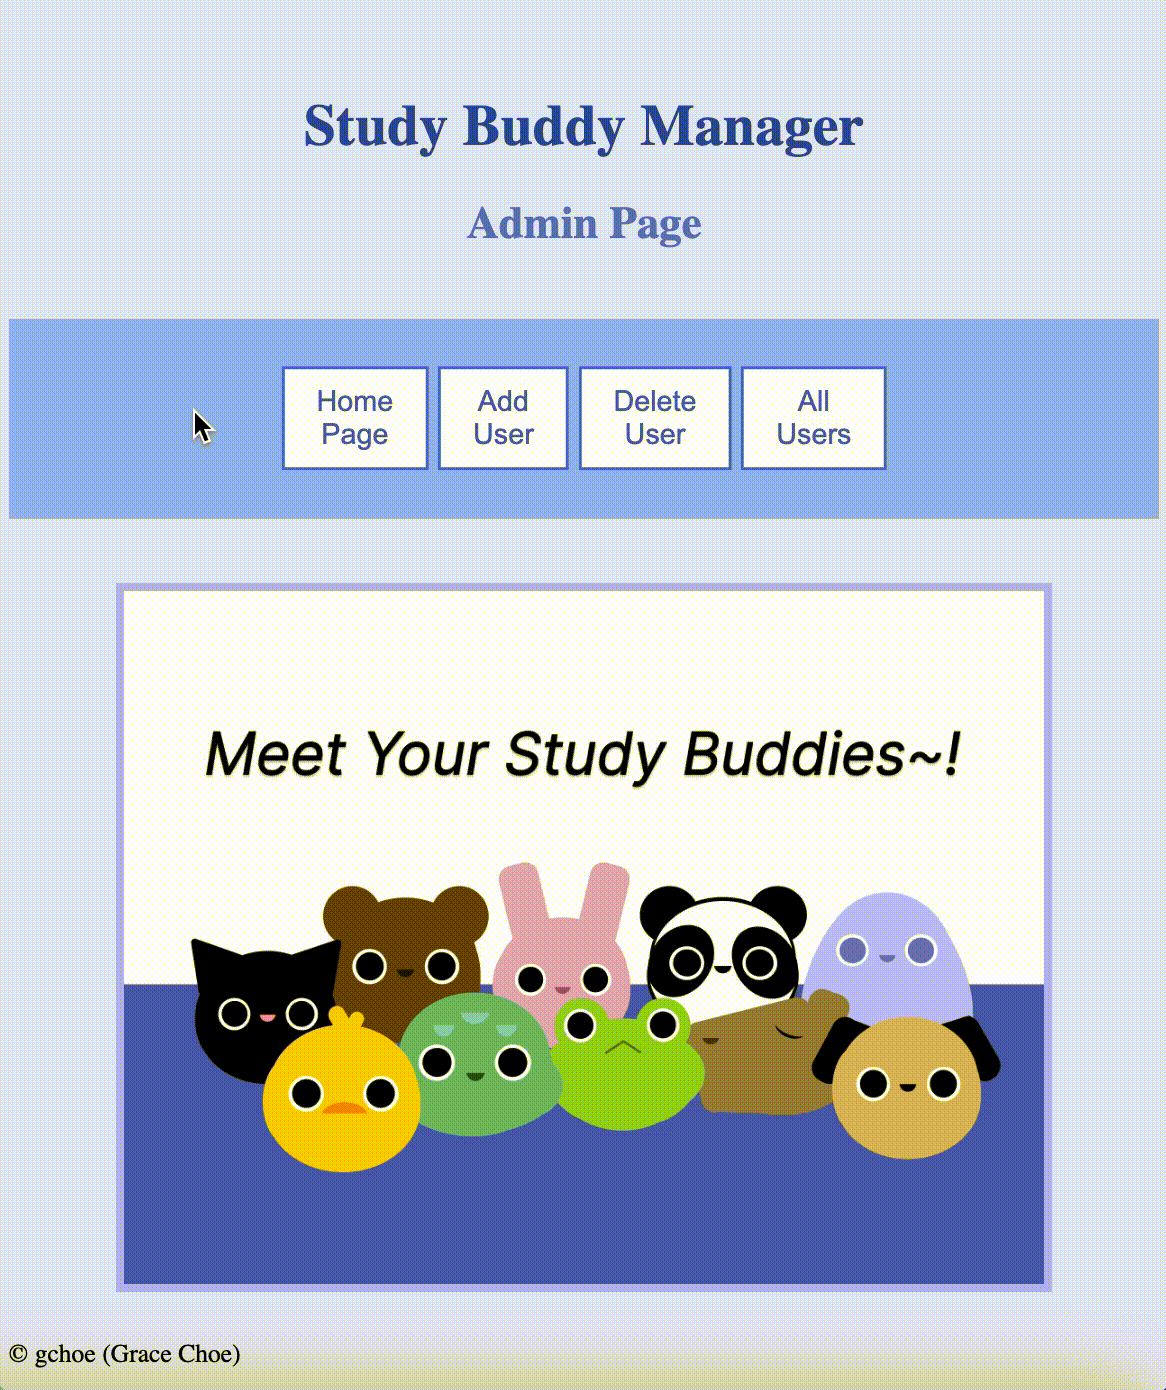 Study Buddy Manager
Admin Page
Home
Page
Add
User
Delete
User
All
Users
Meet Your Study Buddies~!
© gchoe (Grace Choe)